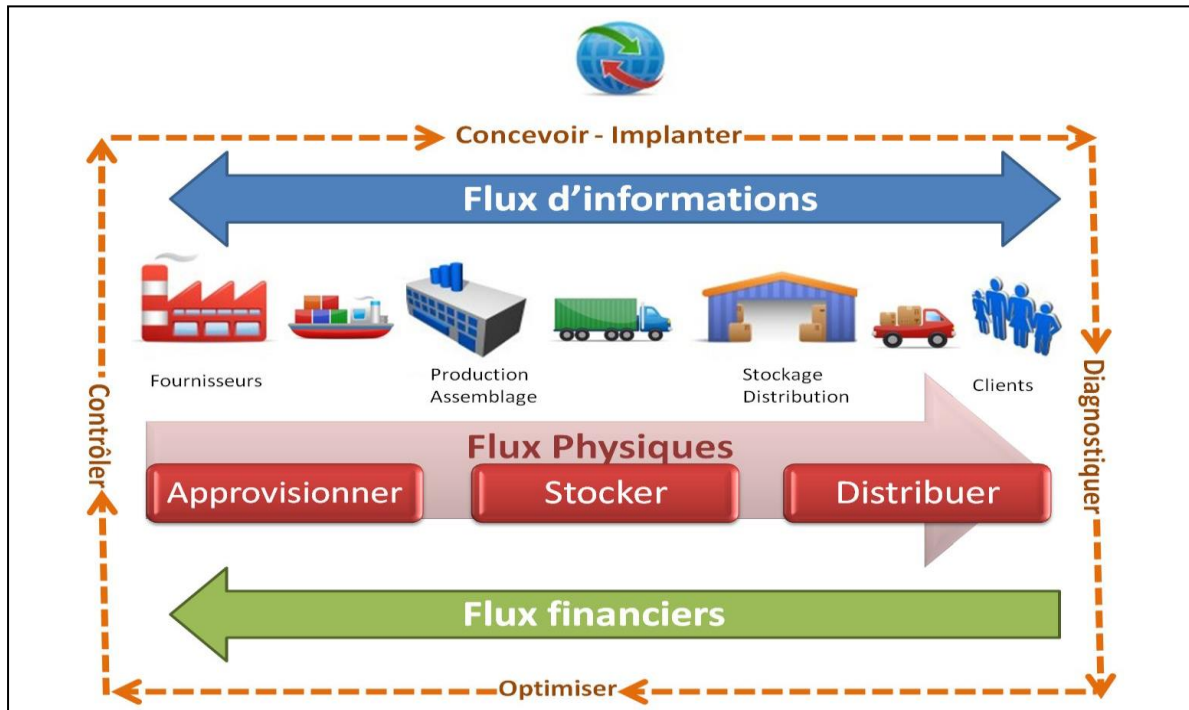 Concevoir - Implanter
Flux d’informations
Fournisseurs
Production
Assemblage
Stockage
Distribution
Clients
Contrôler
Diagnostiquer
Flux Physiques
Approvisionner
Stocker
Distribuer
Flux financiers
Optimiser